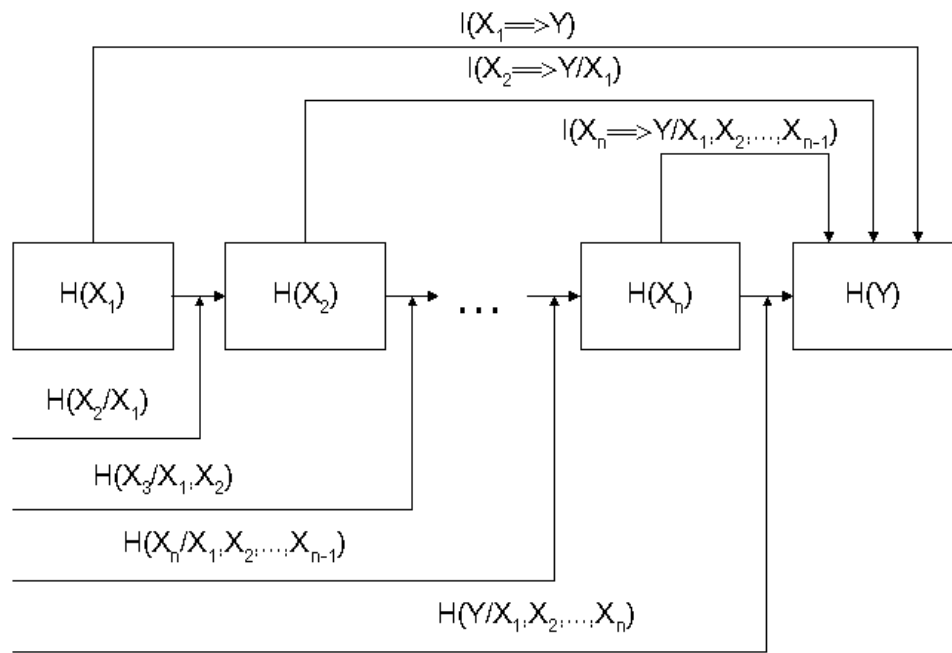 I(X₁=>Y)
I(X₂=>Y/X₁)
I(Xₙ=>Y/X₁,X₂,...,Xₙ₋₁)
H(X₁)
H(X₂)
...
H(Xₙ)
H(Y)
H(X₂/X₁)
H(X₃/X₁,X₂)
H(Xₙ/X₁,X₂,...,Xₙ₋₁)
H(Y/X₁,X₂,...,Xₙ)